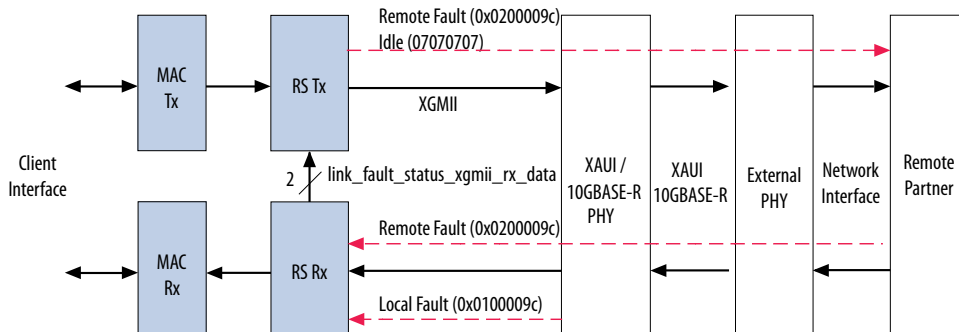 Remote Fault (0x0200009c)
Idle (07070707)
MAC
Tx
RS Tx
XGMII
Client
Interface
2
link_fault_status_xgmii_rx_data
XAUI /
10GBASE-R
PHY
XAUI
10GBASE-R
External
PHY
Network
Interface
Remote
Partner
Remote Fault (0x0200009c)
MAC
Rx
RS Rx
Local Fault (0x0100009c)